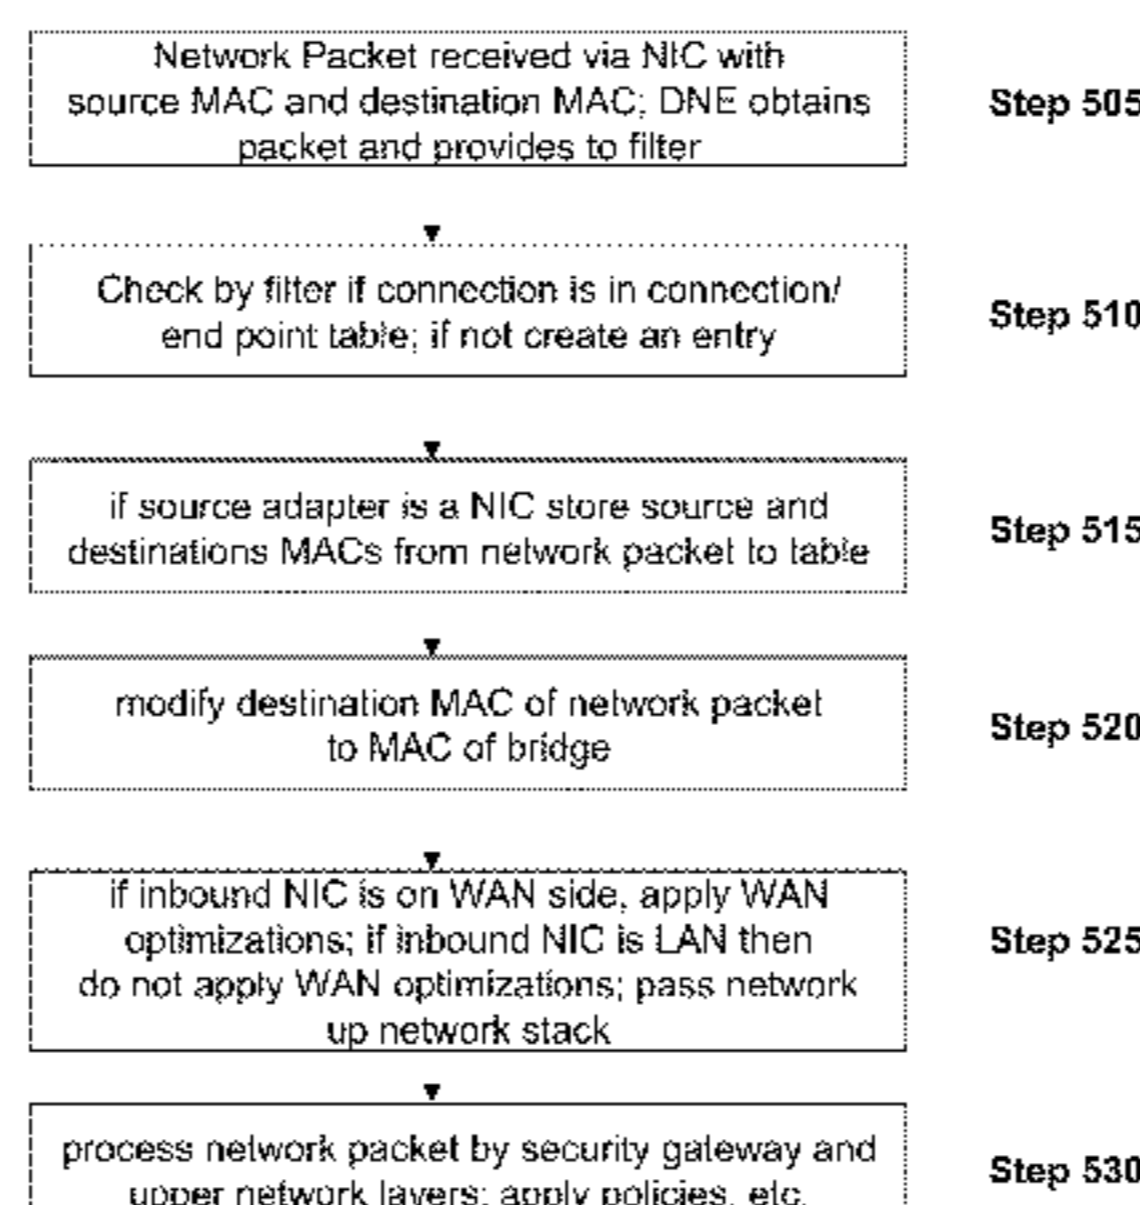 Network Packet received via NIC with
source MAC and destination MAC; DNE obtains
packet and provides to filter
Step 505
Check by filter if connection is in connection/
end point table; if not create an entry
Step 510
if source adapter is a NIC store source and
destinations MACs from network packet to table
Step 515
modify destination MAC of network packet
to MAC of bridge
Step 520
if inbound NIC is on WAN side, apply WAN
optimizations; if inbound NIC is LAN then
do not apply WAN optimizations; pass network
up network stack
Step 525
process network packet by security gateway and
upper network layers; apply policies, etc.
Step 530